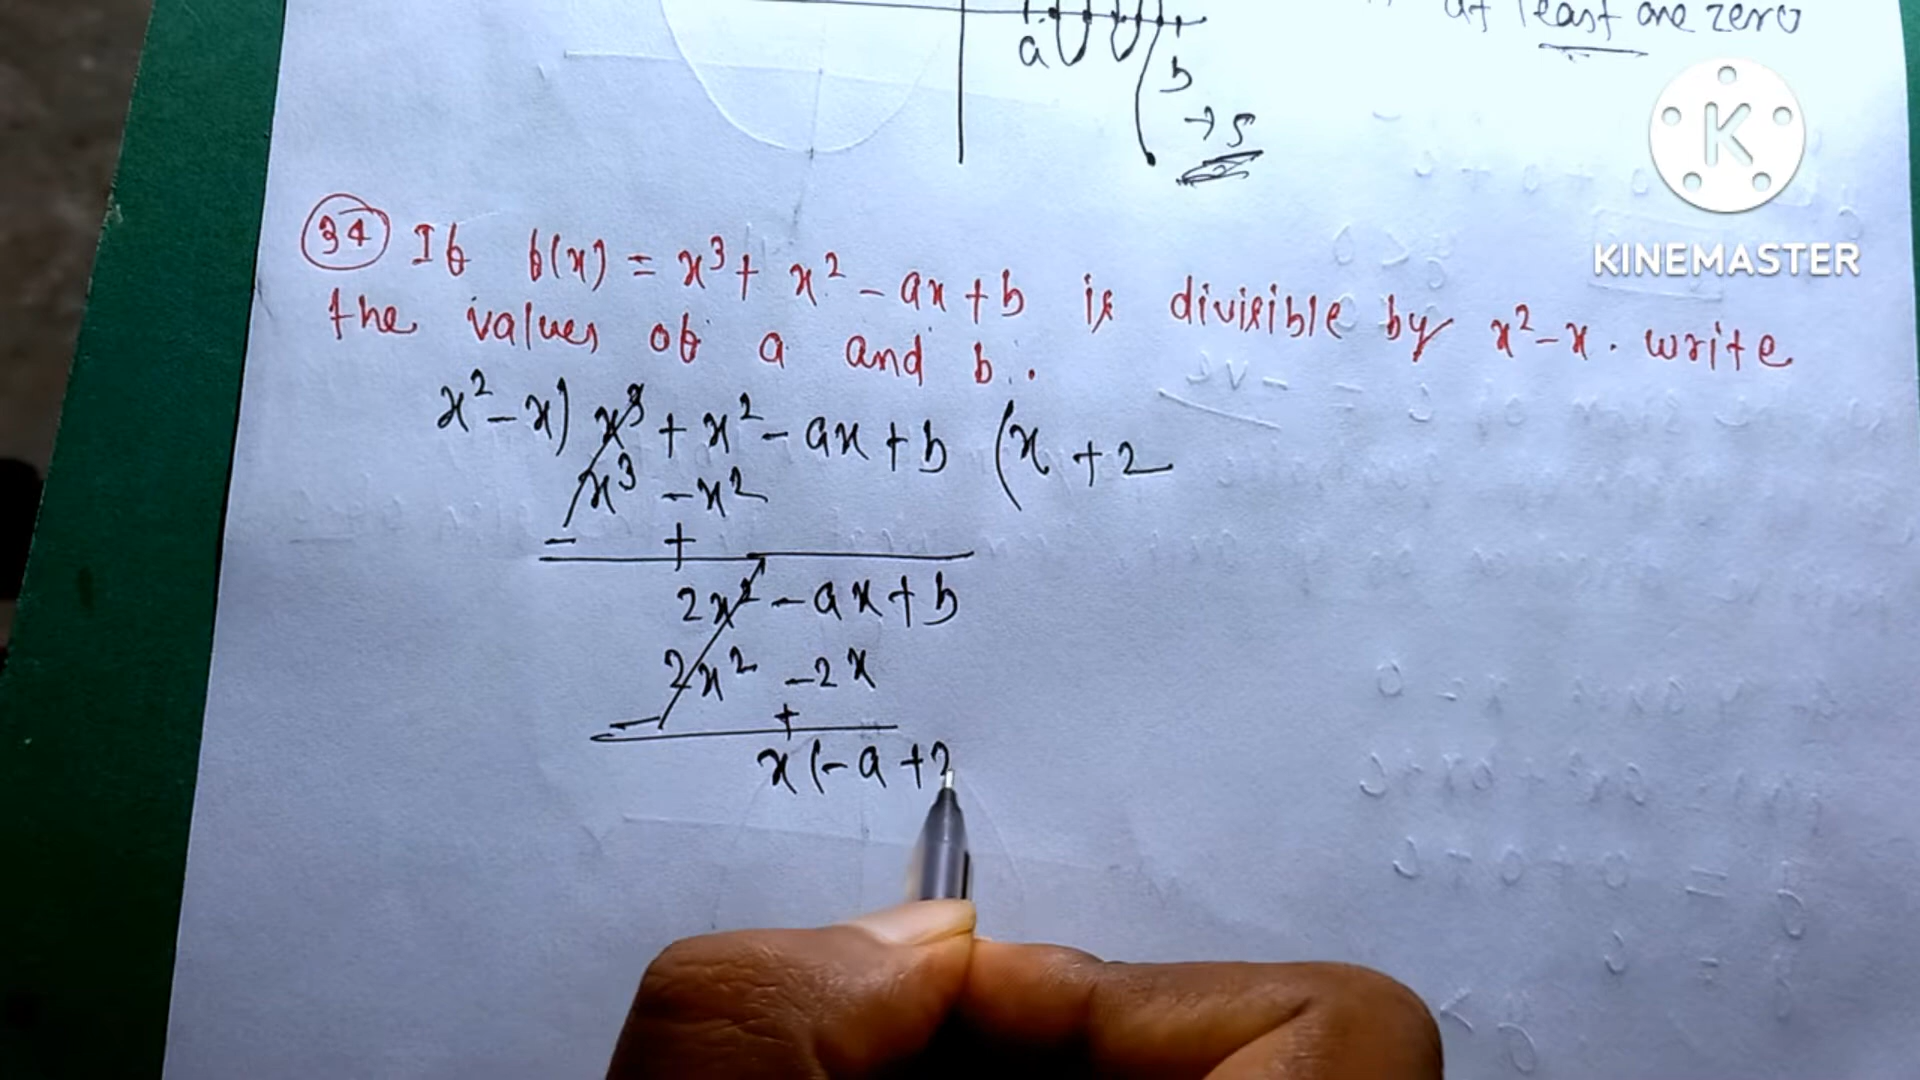 at least one zero
a
b
→ 5
KINEMASTER
34 If f(x) = x³ + x² - ax + b is divisible by x² - x. write
the values of a and b.
x² - x) x³ + x² - ax + b (x + 2
x³ - x²
- +
2x² - ax + b
2x² - 2x
- +
x(-a + 2